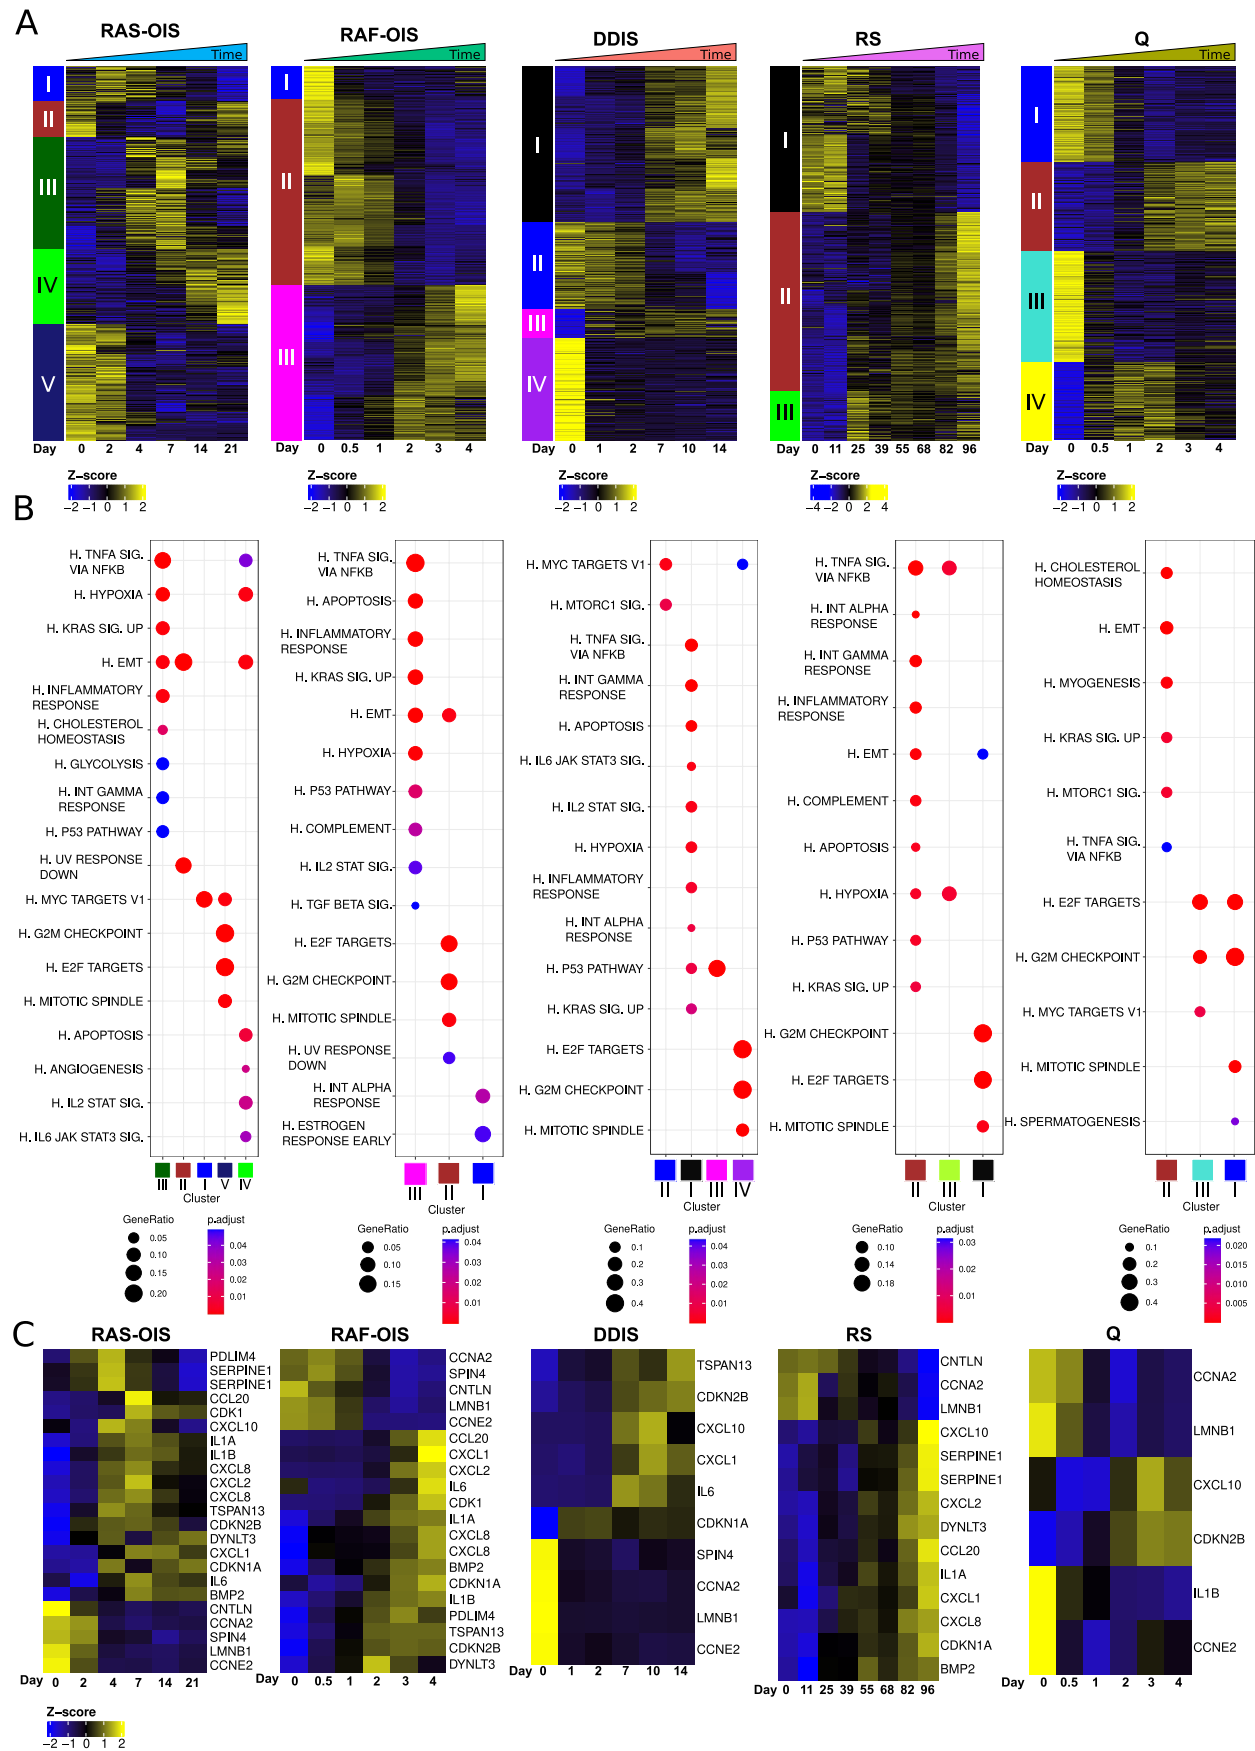 A
RAS-OIS
RAF-OIS
DDIS
RS
Q
Time
Time
Time
Time
Time
I
II
III
IV
V
I
II
III
I
II
III
IV
I
II
III
I
II
III
IV
Day 0 2 4 7 14 21
Day 0 0.5 1 2 3 4
Day 0 1 2 7 10 14
Day 0 11 25 39 55 68 82 96
Day 0 0.5 1 2 3 4
Z-score
-2 -1 0 1 2
Z-score
-2 -1 0 1 2
Z-score
-2 -1 0 1 2
Z-score
-4 -2 0 2 4
Z-score
-2 -1 0 1 2
B
H. TNFA SIG.
VIA NFKB
H. HYPOXIA
H. KRAS SIG. UP
H. EMT
H. INFLAMMATORY
RESPONSE
H. CHOLESTEROL
HOMEOSTASIS
H. GLYCOLYSIS
H. INT GAMMA
RESPONSE
H. P53 PATHWAY
H. UV RESPONSE
DOWN
H. MYC TARGETS V1
H. G2M CHECKPOINT
H. E2F TARGETS
H. MITOTIC SPINDLE
H. APOPTOSIS
H. ANGIOGENESIS
H. IL2 STAT SIG.
H. IL6 JAK STAT3 SIG.
III II I V IV
Cluster
GeneRatio
0.05
0.10
0.15
0.20
p.adjust
0.04
0.03
0.02
0.01
H. TNFA SIG.
VIA NFKB
H. APOPTOSIS
H. INFLAMMATORY
RESPONSE
H. KRAS SIG. UP
H. EMT
H. HYPOXIA
H. P53 PATHWAY
H. COMPLEMENT
H. IL2 STAT SIG.
H. TGF BETA SIG.
H. E2F TARGETS
H. G2M CHECKPOINT
H. MITOTIC SPINDLE
H. UV RESPONSE
DOWN
H. INT ALPHA
RESPONSE
H. ESTROGEN
RESPONSE EARLY
III II I
Cluster
GeneRatio
0.05
0.10
0.15
p.adjust
0.04
0.03
0.02
0.01
H. MYC TARGETS V1
H. MTORC1 SIG.
H. TNFA SIG.
VIA NFKB
H. INT GAMMA
RESPONSE
H. APOPTOSIS
H. IL6 JAK STAT3 SIG.
H. IL2 STAT SIG.
H. HYPOXIA
H. INFLAMMATORY
RESPONSE
H. INT ALPHA
RESPONSE
H. P53 PATHWAY
H. KRAS SIG. UP
H. E2F TARGETS
H. G2M CHECKPOINT
H. MITOTIC SPINDLE
II I III IV
Cluster
GeneRatio
0.1
0.2
0.3
0.4
p.adjust
0.04
0.03
0.02
0.01
H. TNFA SIG.
VIA NFKB
H. INT ALPHA
RESPONSE
H. INT GAMMA
RESPONSE
H. INFLAMMATORY
RESPONSE
H. EMT
H. COMPLEMENT
H. APOPTOSIS
H. HYPOXIA
H. P53 PATHWAY
H. KRAS SIG. UP
H. G2M CHECKPOINT
H. E2F TARGETS
H. MITOTIC SPINDLE
II III I
Cluster
GeneRatio
0.10
0.14
0.18
p.adjust
0.03
0.02
0.01
H. CHOLESTEROL
HOMEOSTASIS
H. EMT
H. MYOGENESIS
H. KRAS SIG. UP
H. MTORC1 SIG.
H. TNFA SIG.
VIA NFKB
H. E2F TARGETS
H. G2M CHECKPOINT
H. MYC TARGETS V1
H. MITOTIC SPINDLE
H. SPERMATOGENESIS
II III I
Cluster
GeneRatio
0.1
0.2
0.3
0.4
p.adjust
0.020
0.015
0.010
0.005
C
RAS-OIS
PDLIM4
SERPINE1
SERPINE1
CCL20
CDK1
CXCL10
IL1A
IL1B
CXCL8
CXCL2
CXCL8
TSPAN13
CDKN2B
DYNLT3
CXCL1
CDKN1A
IL6
BMP2
CNTLN
CCNA2
SPIN4
LMNB1
CCNE2
Day 0 2 4 7 14 21
Z-score
-2 -1 0 1 2
RAF-OIS
CCNA2
SPIN4
CNTLN
LMNB1
CCNE2
CCL20
CXCL1
CXCL2
IL6
CDK1
IL1A
CXCL8
CXCL8
BMP2
CDKN1A
IL1B
PDLIM4
TSPAN13
CDKN2B
DYNLT3
Day 0 0.5 1 2 3 4
DDIS
TSPAN13
CDKN2B
CXCL10
CXCL1
IL6
CDKN1A
SPIN4
CCNA2
LMNB1
CCNE2
Day 0 1 2 7 10 14
RS
CNTLN
CCNA2
LMNB1
CXCL10
SERPINE1
SERPINE1
CXCL2
DYNLT3
CCL20
IL1A
CXCL1
CXCL8
CDKN1A
BMP2
Day 0 11 25 39 55 68 82 96
Q
CCNA2
LMNB1
CXCL10
CDKN2B
IL1B
CCNE2
Day 0 0.5 1 2 3 4